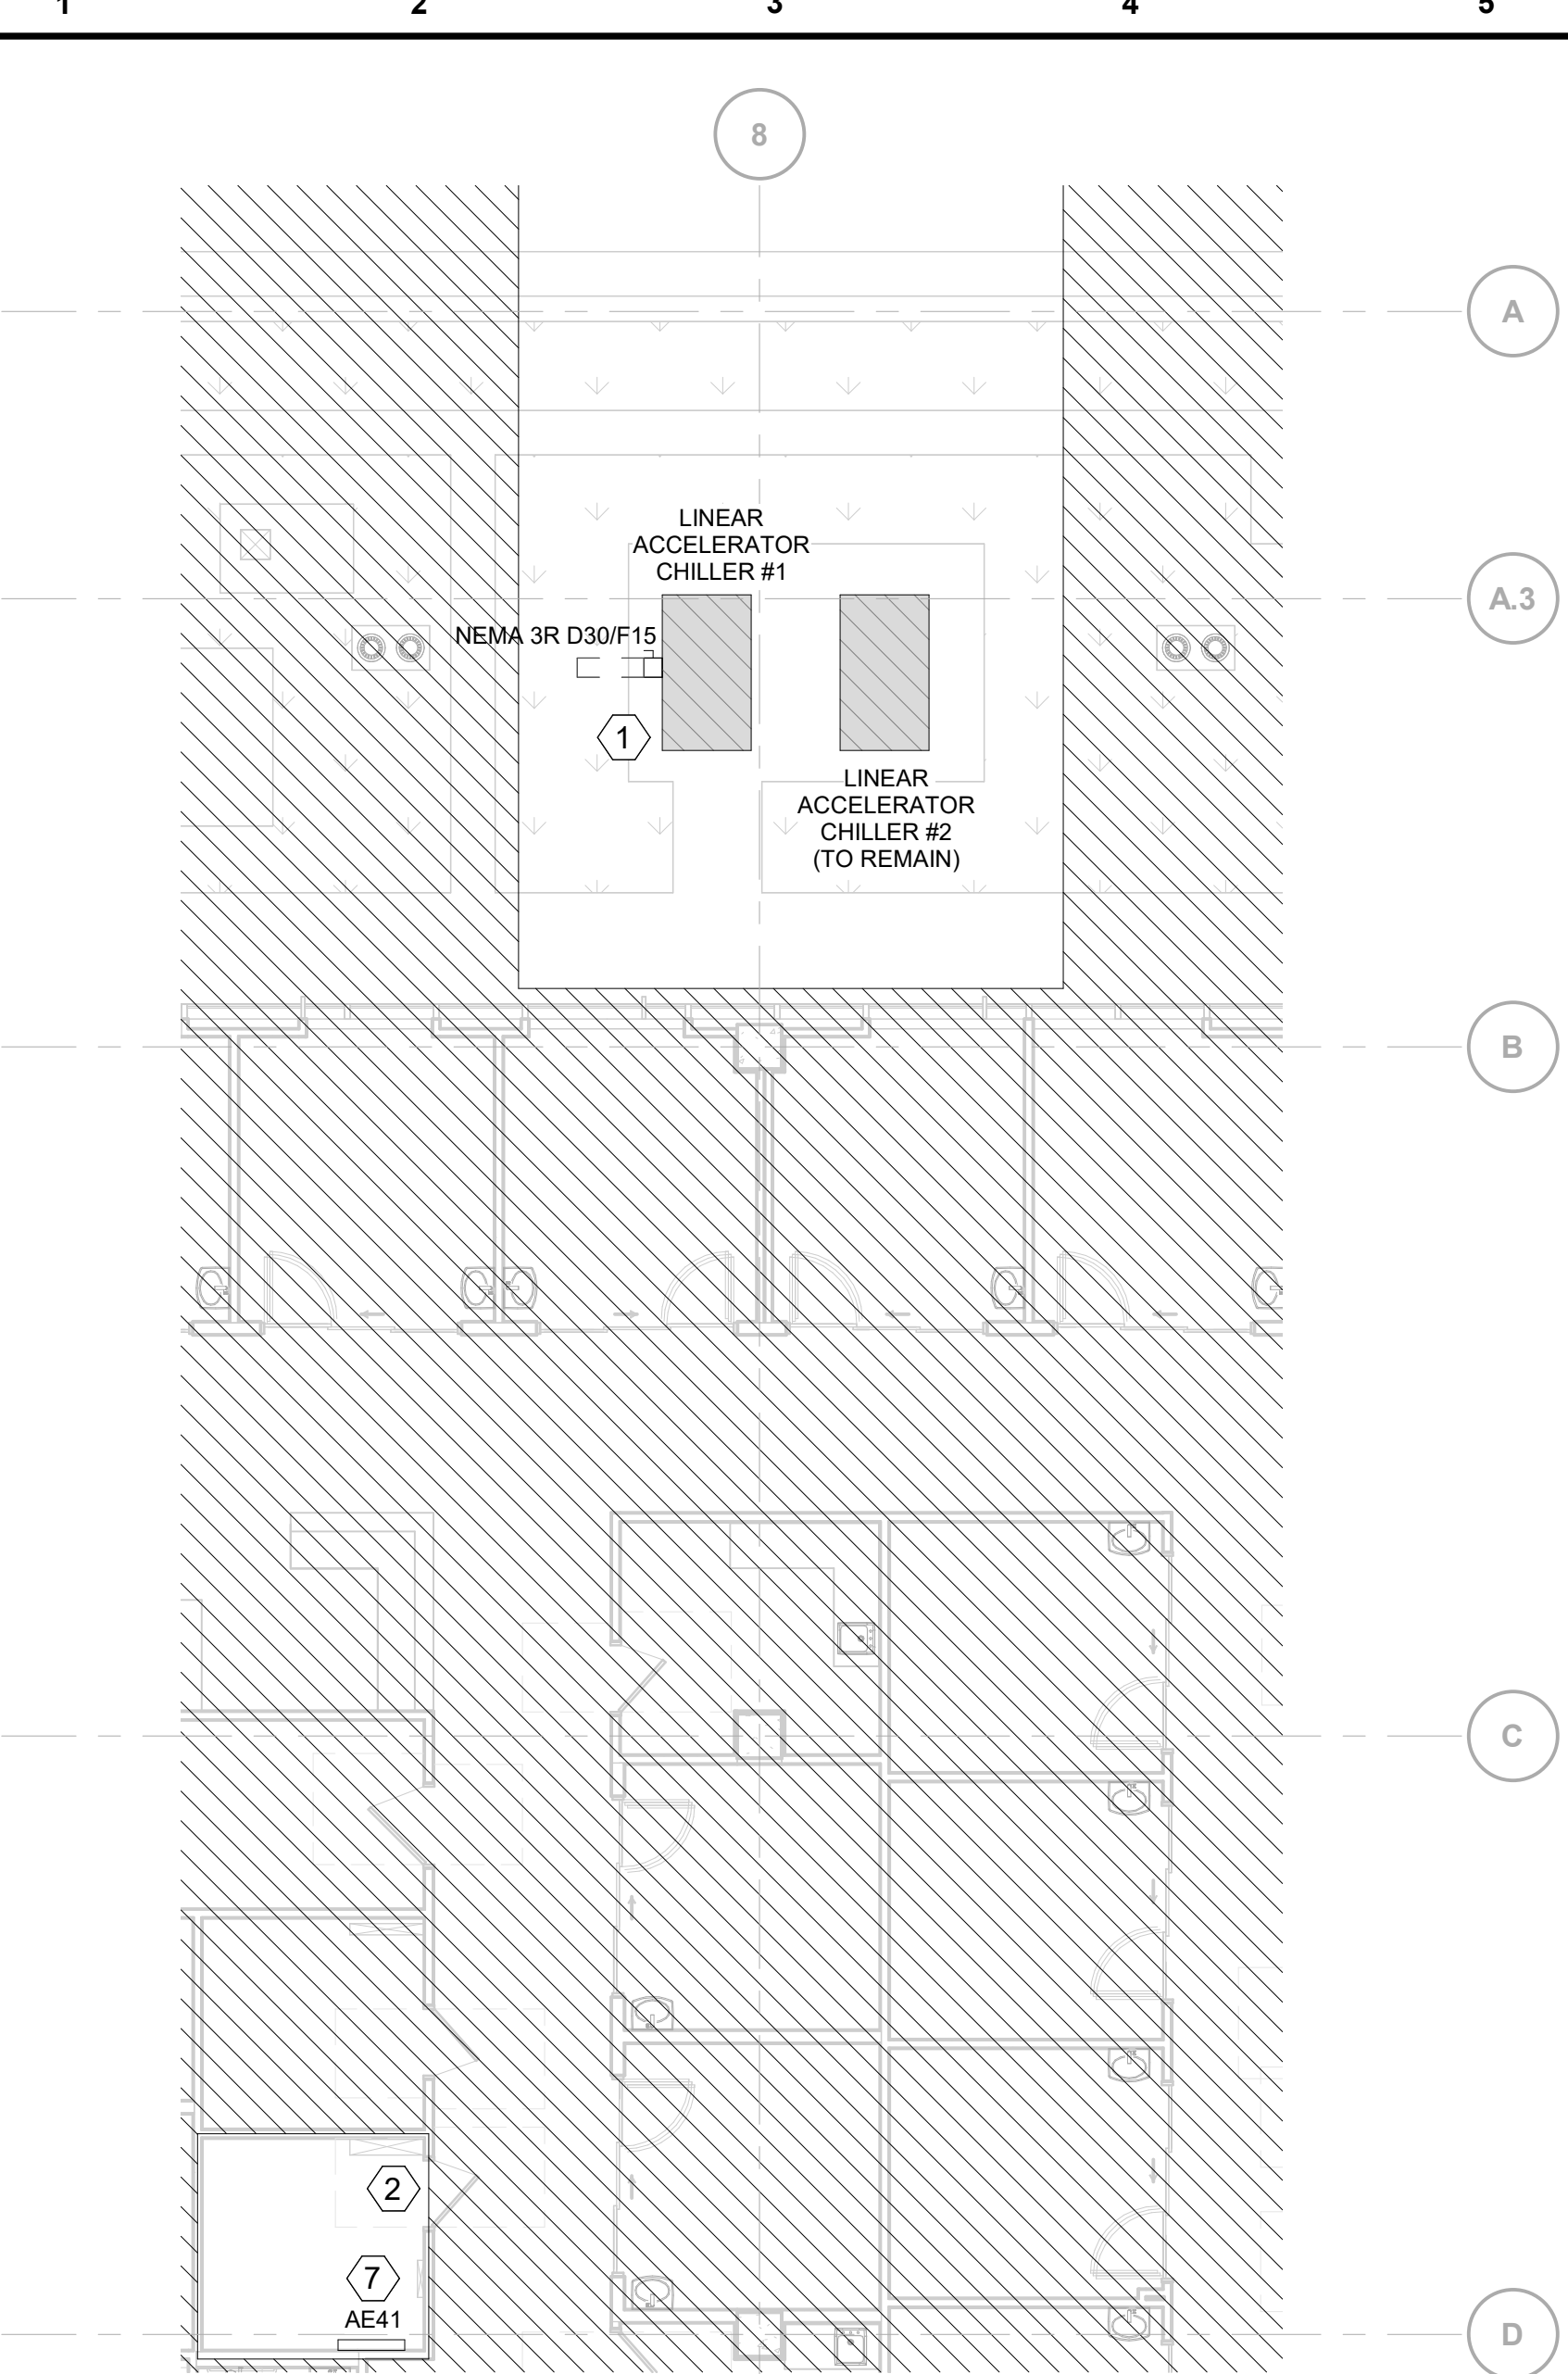 1 2 3 4 5
8
A
LINEAR
ACCELERATOR
CHILLER #1
A.3
NEMA 3R D30/F15
1
LINEAR
ACCELERATOR
CHILLER #2
(TO REMAIN)
B
C
2
7
AE41
D